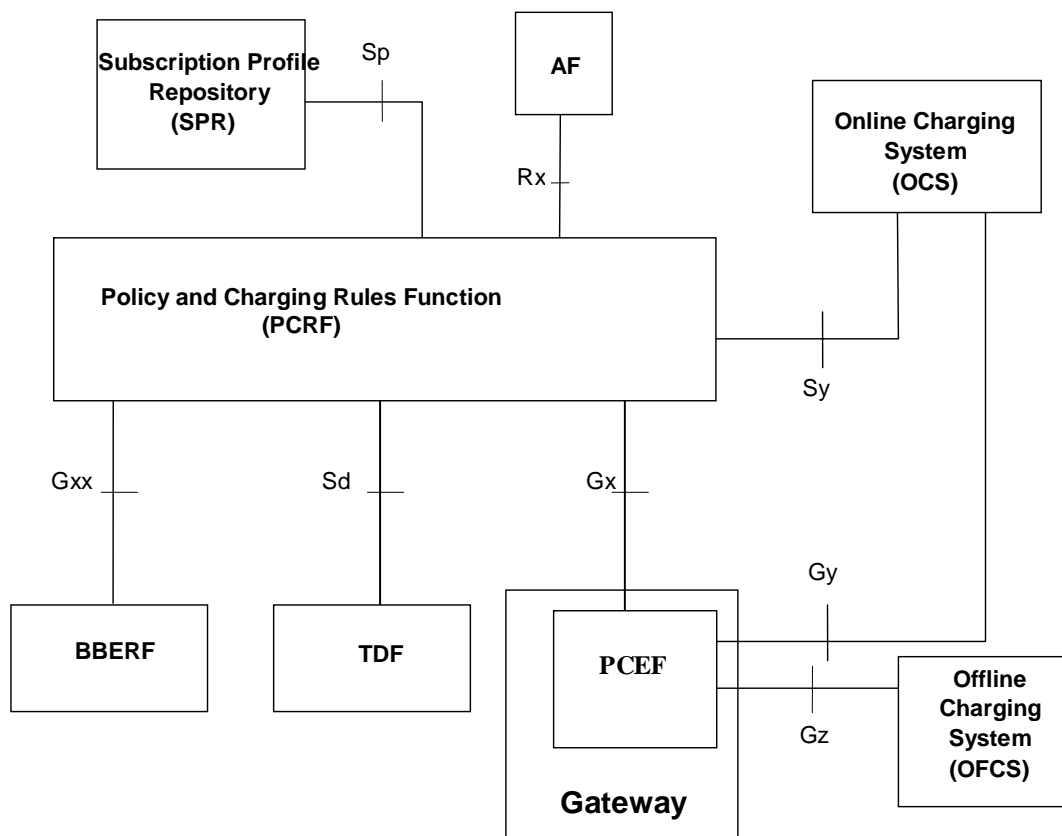 Subscription Profile
Repository
(SPR)
Sp
AF
Online Charging
System
(OCS)
Rx
Policy and Charging Rules Function
(PCRF)
Sy
Gxx
Sd
Gx
Gy
BBERF
TDF
PCEF
Offline
Charging
System
(OFCS)
Gz
Gateway